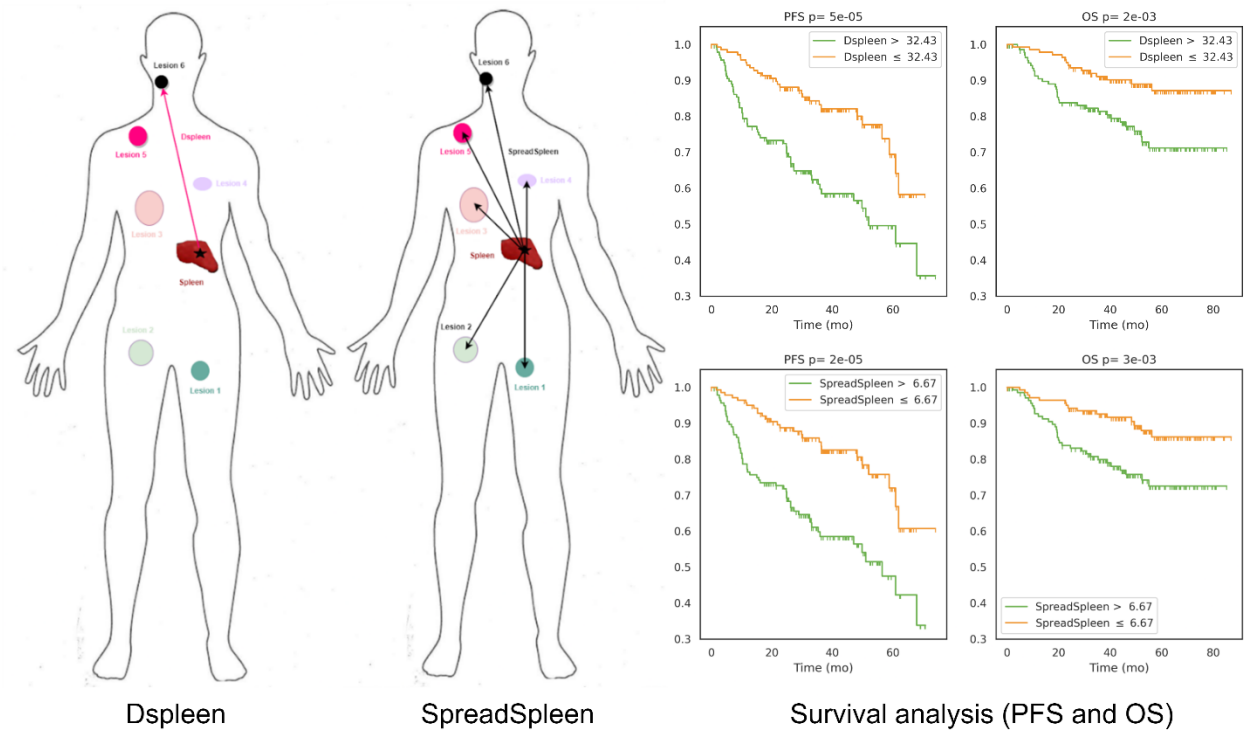 Lesion 6
Dspleen
Lesion 5
Lesion 4
Lesion 3
Spleen
Lesion 2
Lesion 1
Dspleen
Lesion 6
SpreadSpleen
Lesion 5
Lesion 4
Lesion 3
Spleen
Lesion 2
Lesion 1
SpreadSpleen
PFS p= 5e-05
Dspleen > 32.43
Dspleen ≤ 32.43
1.0
0.9
0.8
0.7
0.6
0.5
0.4
0.3
0 20 40 60
Time (mo)
OS p= 2e-03
Dspleen > 32.43
Dspleen ≤ 32.43
1.0
0.9
0.8
0.7
0.6
0.5
0.4
0.3
0 20 40 60 80
Time (mo)
PFS p= 2e-05
SpreadSpleen > 6.67
SpreadSpleen ≤ 6.67
1.0
0.9
0.8
0.7
0.6
0.5
0.4
0.3
0 20 40 60
Time (mo)
OS p= 3e-03
1.0
0.9
0.8
0.7
0.6
0.5
0.4
0.3
SpreadSpleen > 6.67
SpreadSpleen ≤ 6.67
0 20 40 60 80
Time (mo)
Survival analysis (PFS and OS)